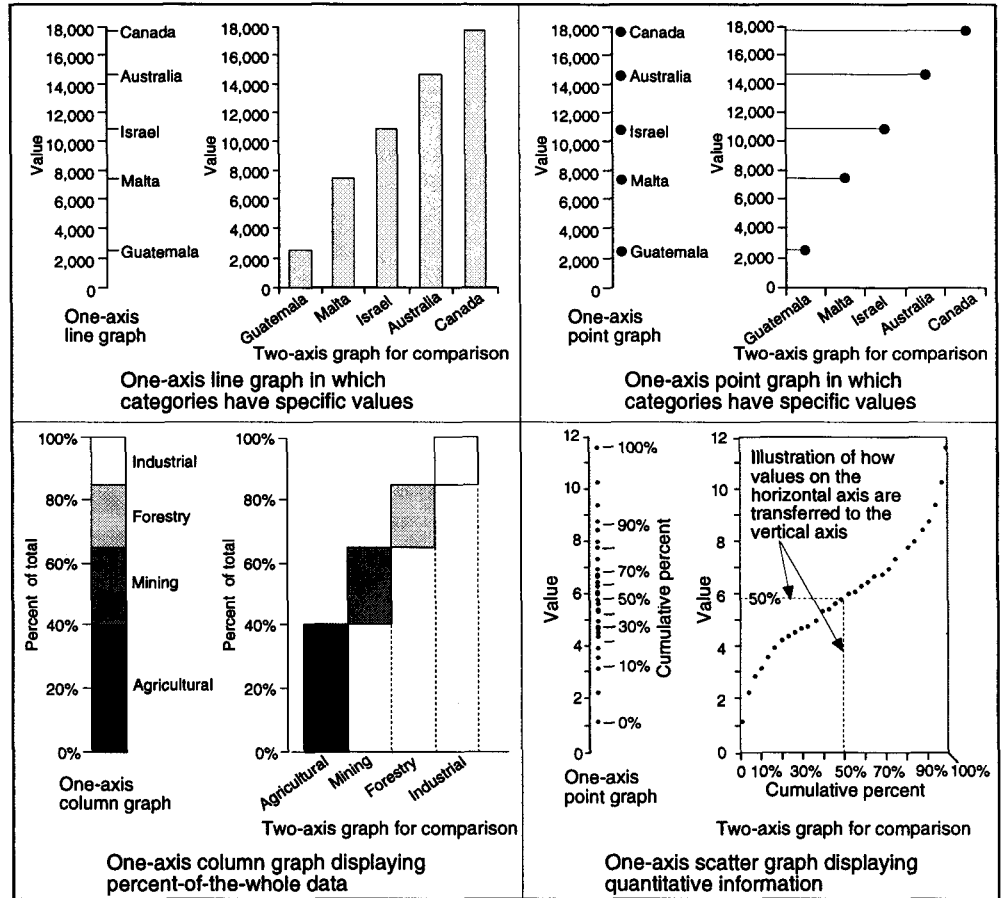 18,000
16,000
14,000
12,000
10,000
8,000
6,000
4,000
2,000
0
Value
Canada
Australia
Israel
Malta
Guatemala
One-axis
line graph
18,000
16,000
14,000
12,000
10,000
8,000
6,000
4,000
2,000
0
Value
Guatemala
Malta
Israel
Australia
Canada
Two-axis graph for comparison
One-axis line graph in which
categories have specific values
18,000
16,000
14,000
12,000
10,000
8,000
6,000
4,000
2,000
0
Value
Canada
Australia
Israel
Malta
Guatemala
One-axis
point graph
18,000
16,000
14,000
12,000
10,000
8,000
6,000
4,000
2,000
0
Value
Guatemala
Malta
Israel
Australia
Canada
Two-axis graph for comparison
One-axis point graph in which
categories have specific values
100%
80%
60%
40%
20%
0%
Percent of total
Industrial
Forestry
Mining
Agricultural
One-axis
column graph
100%
80%
60%
40%
20%
0%
Percent of total
Agricultural
Mining
Forestry
Industrial
Two-axis graph for comparison
One-axis column graph displaying
percent-of-the-whole data
12
10
8
6
4
2
0
Value
100%
90%
70%
50%
30%
10%
0%
Cumulative percent
One-axis
point graph
12
10
8
6
4
2
0
Value
Illustration of how
values on the
horizontal axis are
transferred to the
vertical axis
50%
0 10% 30% 50% 70% 90% 100%
Cumulative percent
Two-axis graph for comparison
One-axis scatter graph displaying
quantitative information